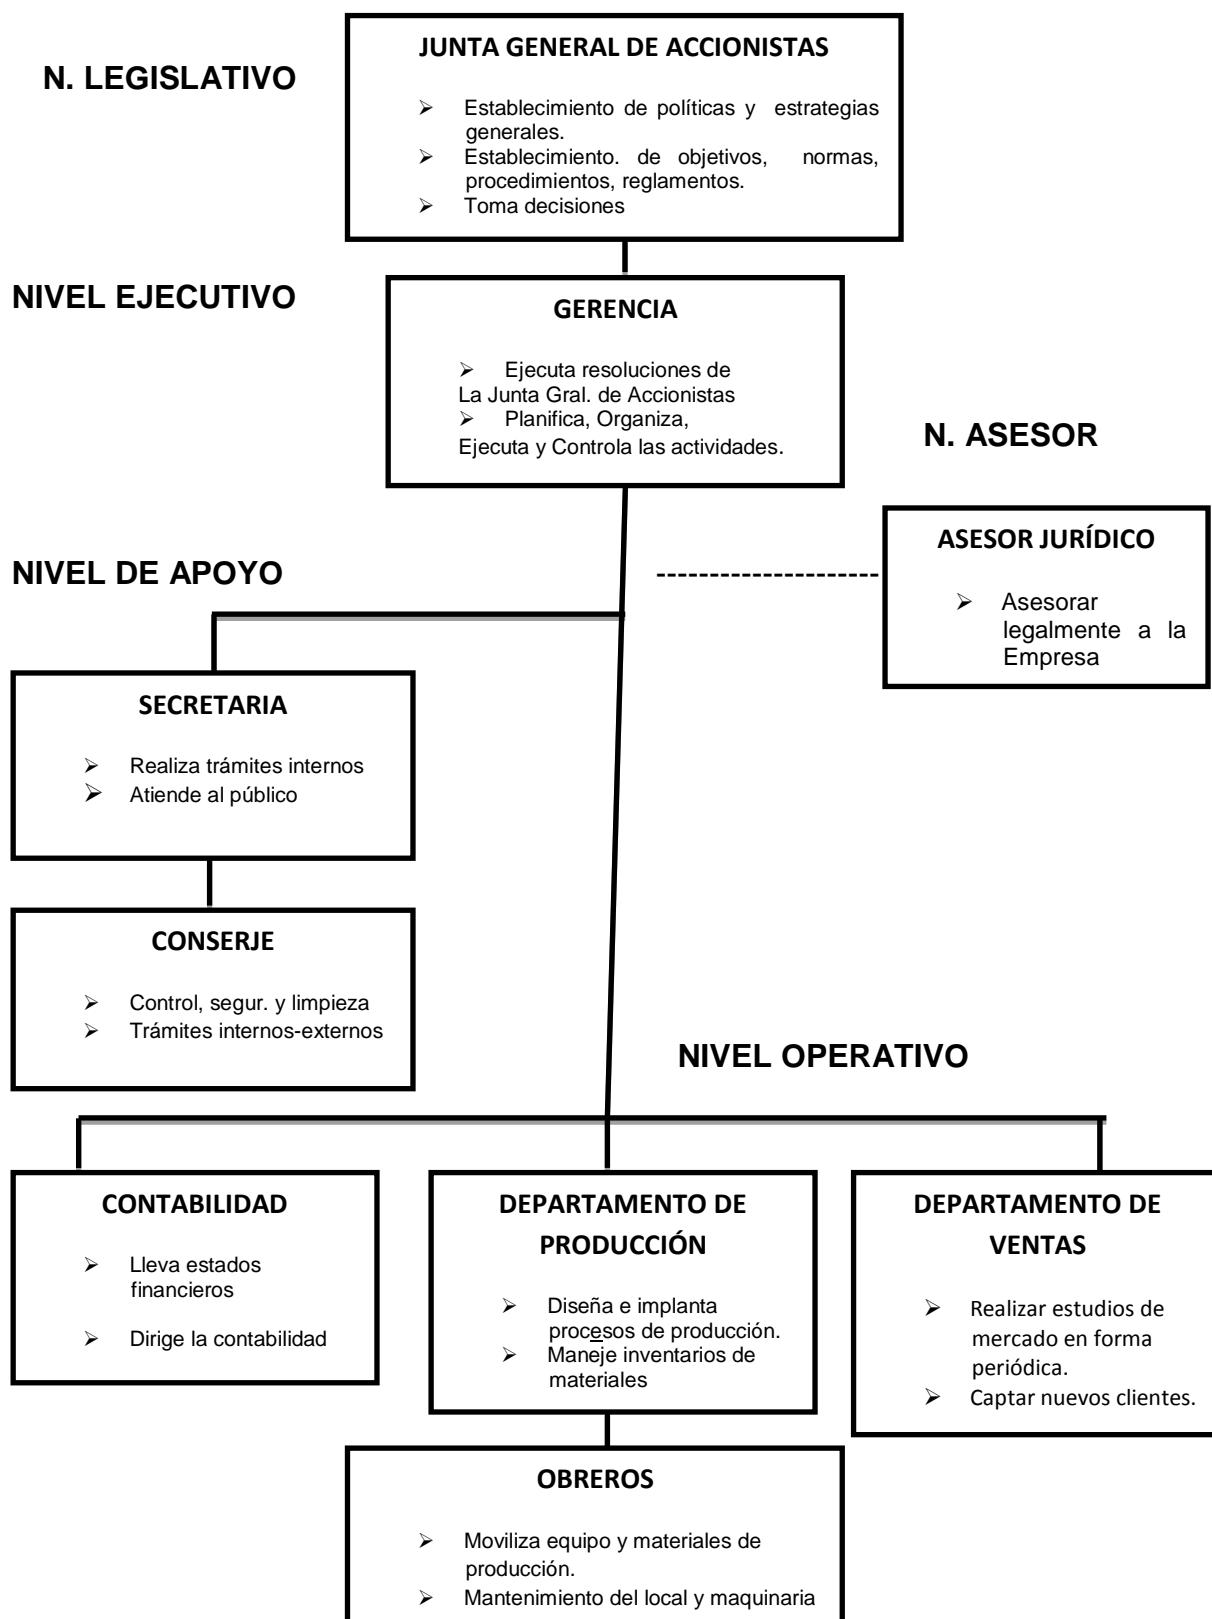 JUNTA GENERAL DE ACCIONISTAS
N. LEGISLATIVO
➢ Establecimiento de políticas y estrategias
generales.
➢ Establecimiento. de objetivos, normas,
procedimientos, reglamentos.
➢ Toma decisiones
NIVEL EJECUTIVO
GERENCIA
➢ Ejecuta resoluciones de
La Junta Gral. de Accionistas
➢ Planifica, Organiza,
Ejecuta y Controla las actividades.
N. ASESOR
ASESOR JURÍDICO
➢ Asesorar
legalmente a la
Empresa
NIVEL DE APOYO
SECRETARIA
➢ Realiza trámites internos
➢ Atiende al público
CONSERJE
➢ Control, segur. y limpieza
➢ Trámites internos-externos
NIVEL OPERATIVO
CONTABILIDAD
➢ Lleva estados
financieros
➢ Dirige la contabilidad
DEPARTAMENTO DE
PRODUCCIÓN
➢ Diseña e implanta
procesos de producción.
➢ Maneje inventarios de
materiales
DEPARTAMENTO DE
VENTAS
➢ Realizar estudios de
mercado en forma
periódica.
➢ Captar nuevos clientes.
OBREROS
➢ Moviliza equipo y materiales de
producción.
➢ Mantenimiento del local y maquinaria